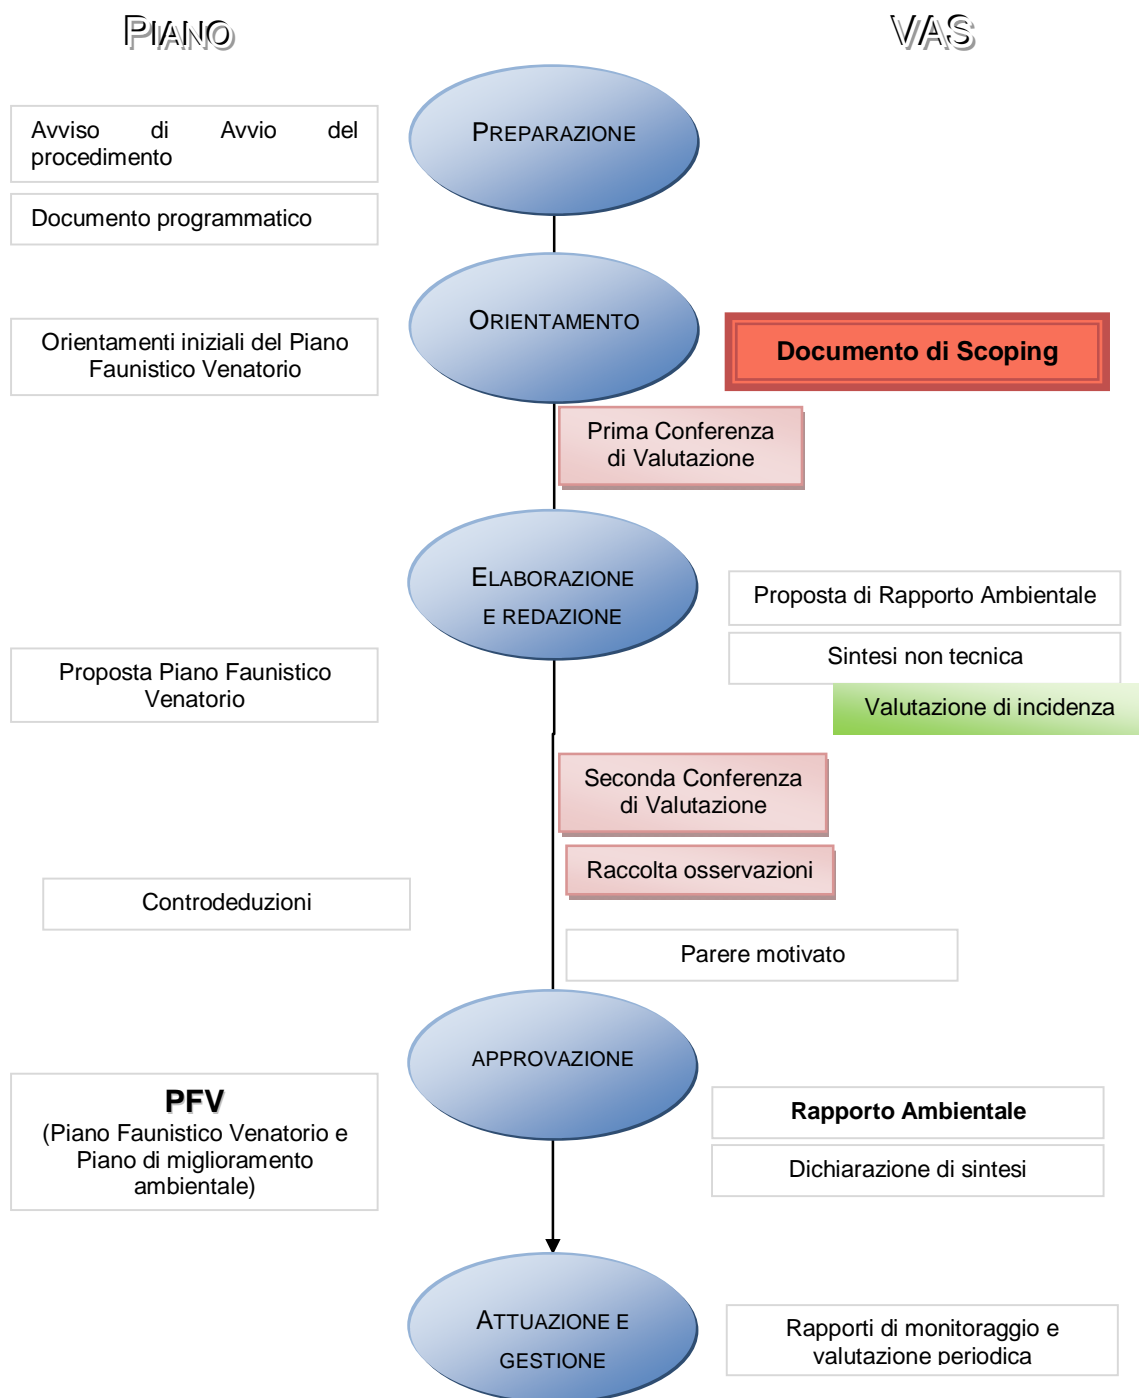 PIANO
VAS
PREPARAZIONE
Avviso di Avvio del
procedimento
Documento programmatico
ORIENTAMENTO
Orientamenti iniziali del Piano
Faunistico Venatorio
Documento di Scoping
Prima Conferenza
di Valutazione
ELABORAZIONE
E REDAZIONE
Proposta di Rapporto Ambientale
Sintesi non tecnica
Proposta Piano Faunistico
Venatorio
Valutazione di incidenza
Seconda Conferenza
di Valutazione
Raccolta osservazioni
Controdeduzioni
Parere motivato
APPROVAZIONE
PFV
(Piano Faunistico Venatorio e
Piano di miglioramento
ambientale)
Rapporto Ambientale
Dichiarazione di sintesi
ATTUAZIONE E
GESTIONE
Rapporti di monitoraggio e
valutazione periodica